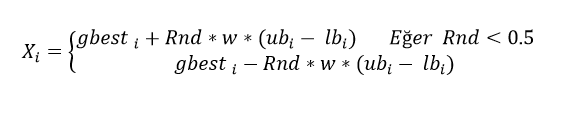 X_i = { gbest_i + Rnd * w * (ub_i − lb_i)   Eğer Rnd < 0.5
gbest_i − Rnd * w * (ub_i − lb_i)